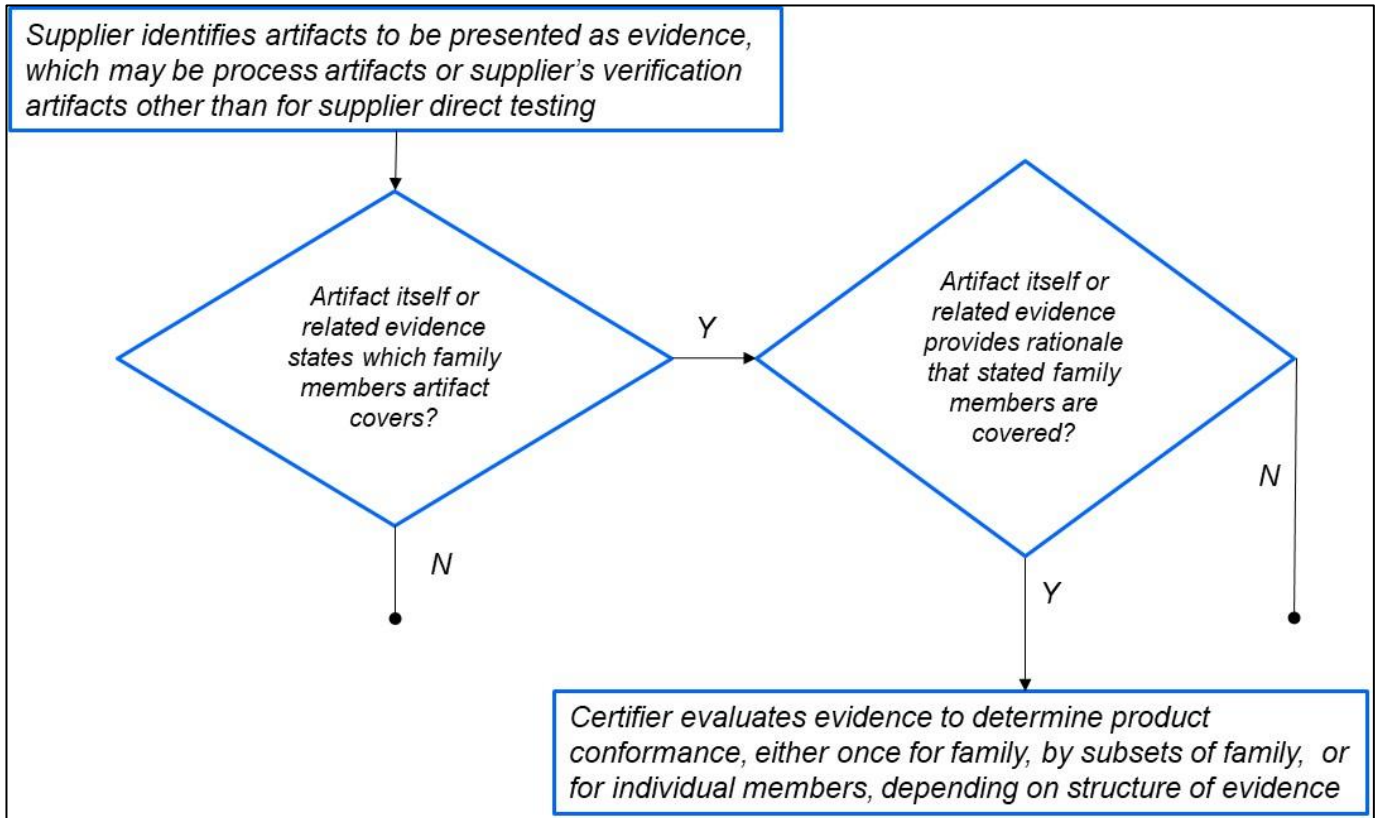 Supplier identifies artifacts to be presented as evidence,
which may be process artifacts or supplier’s verification
artifacts other than for supplier direct testing
Artifact itself or
related evidence
states which family
members artifact
covers?
Y
Artifact itself or
related evidence
provides rationale
that stated family
members are
covered?
N
N
Y
Certifier evaluates evidence to determine product
conformance, either once for family, by subsets of family, or
for individual members, depending on structure of evidence